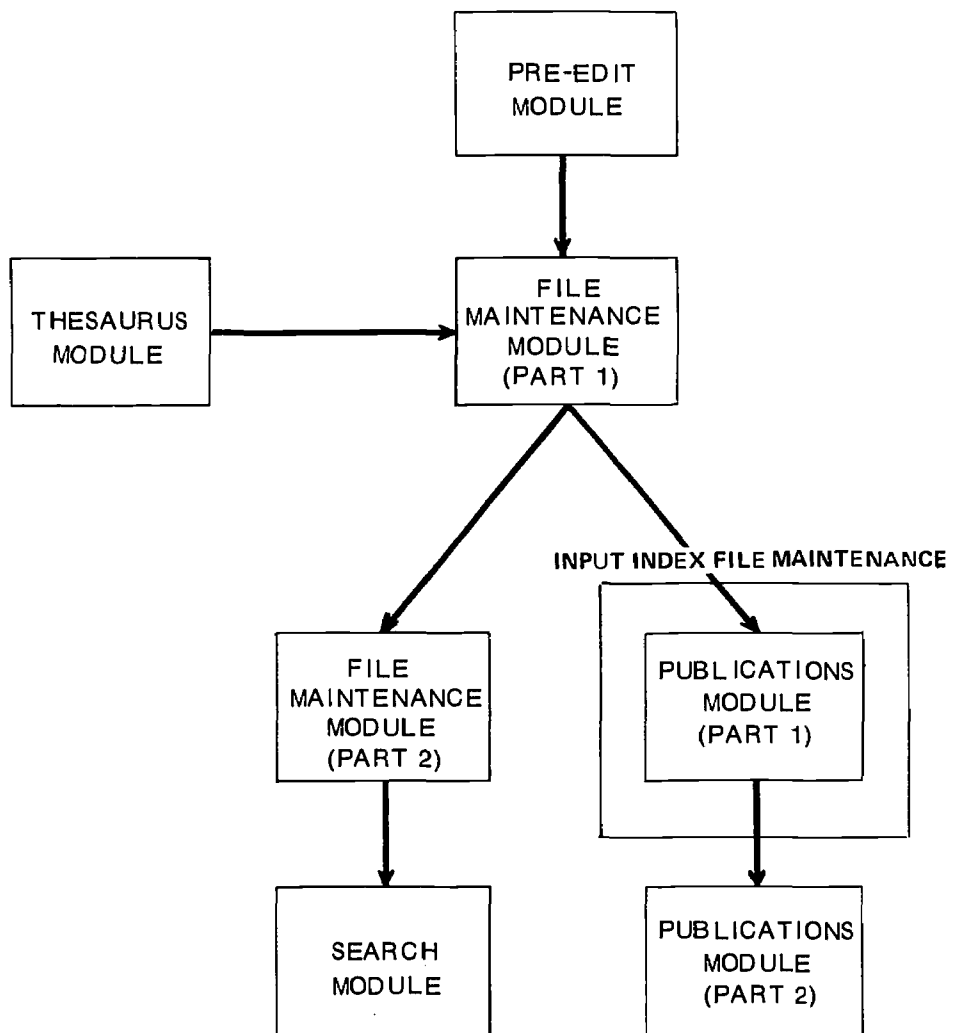 PRE-EDIT
MODULE
THESAURUS
MODULE
FILE
MAINTENANCE
MODULE
(PART 1)
INPUT INDEX FILE MAINTENANCE
FILE
MAINTENANCE
MODULE
(PART 2)
PUBLICATIONS
MODULE
(PART 1)
SEARCH
MODULE
PUBLICATIONS
MODULE
(PART 2)